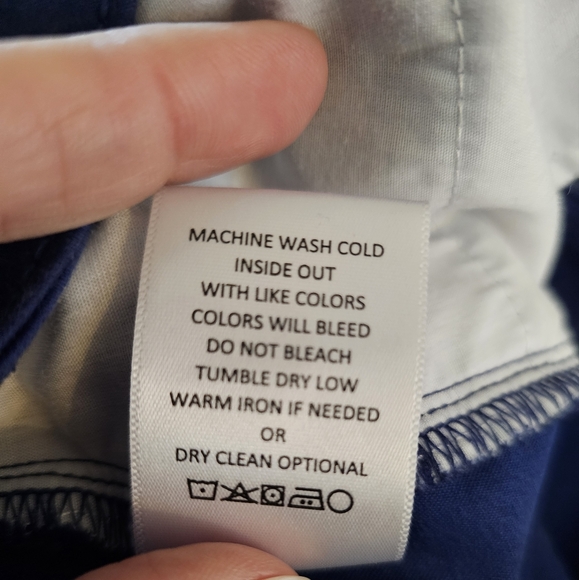 MACHINE WASH COLD
INSIDE OUT
WITH LIKE COLORS
COLORS WILL BLEED
DO NOT BLEACH
TUMBLE DRY LOW
WARM IRON IF NEEDED
OR
DRY CLEAN OPTIONAL